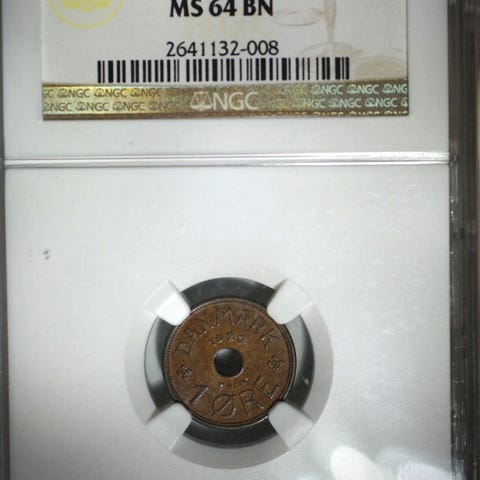 MS 64 BN
2641132-008
NGC NGC NGC NGC NGC NGC NGC
NGC
DANMARK
1 ØRE